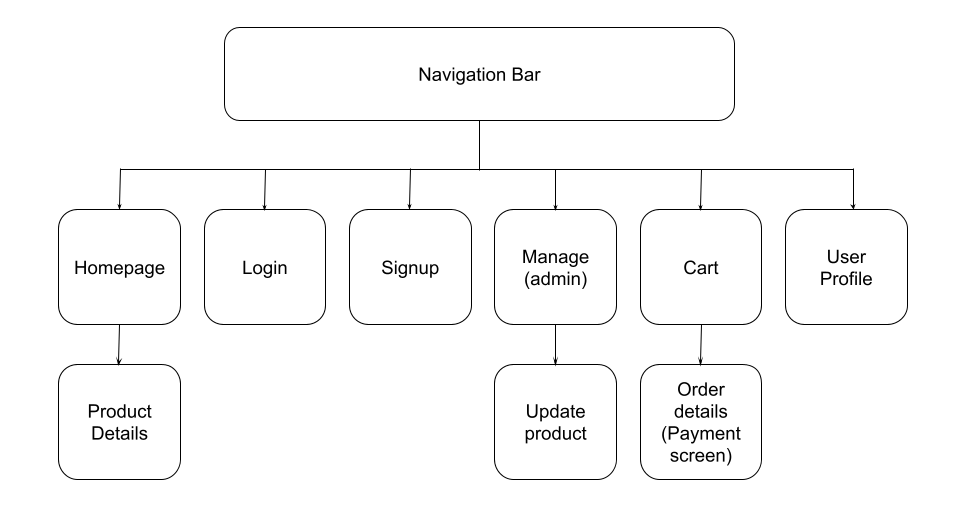 Navigation Bar
Homepage
Login
Signup
Manage
(admin)
Cart
User
Profile
Product
Details
Update
product
Order
details
(Payment
screen)